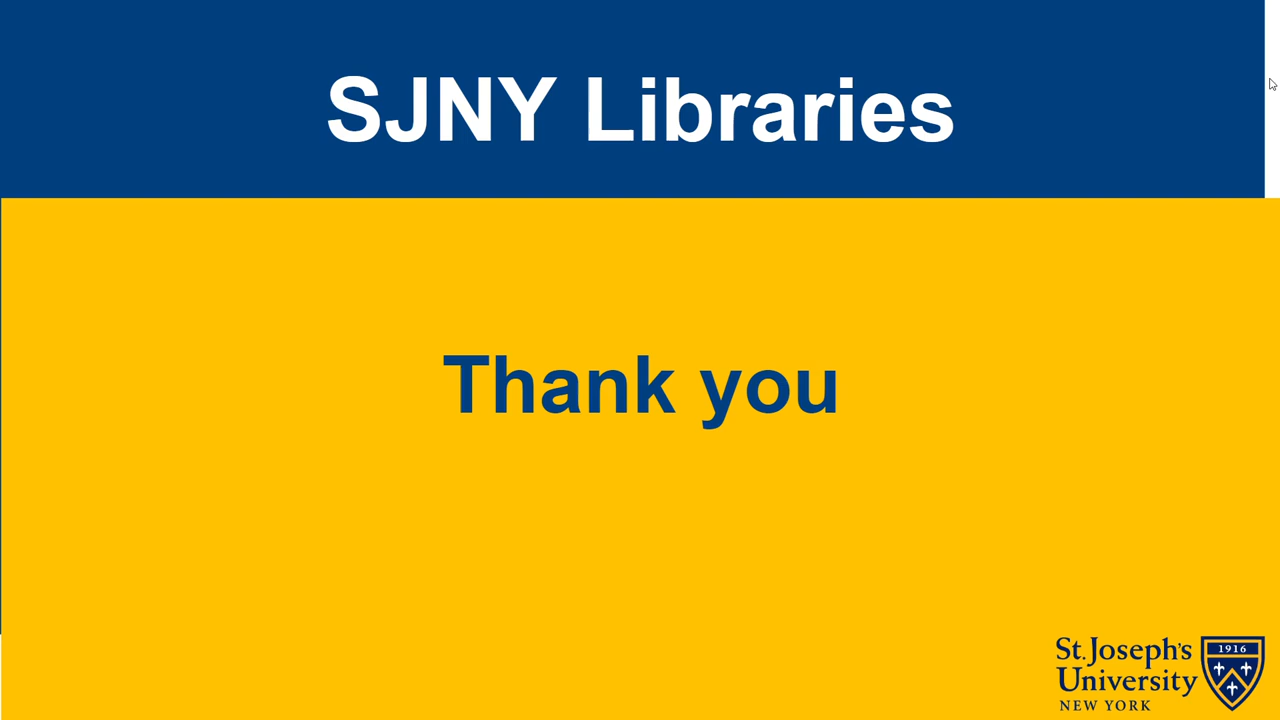 SJNY Libraries
Thank you
St. Joseph's
University
NEW YORK
1916